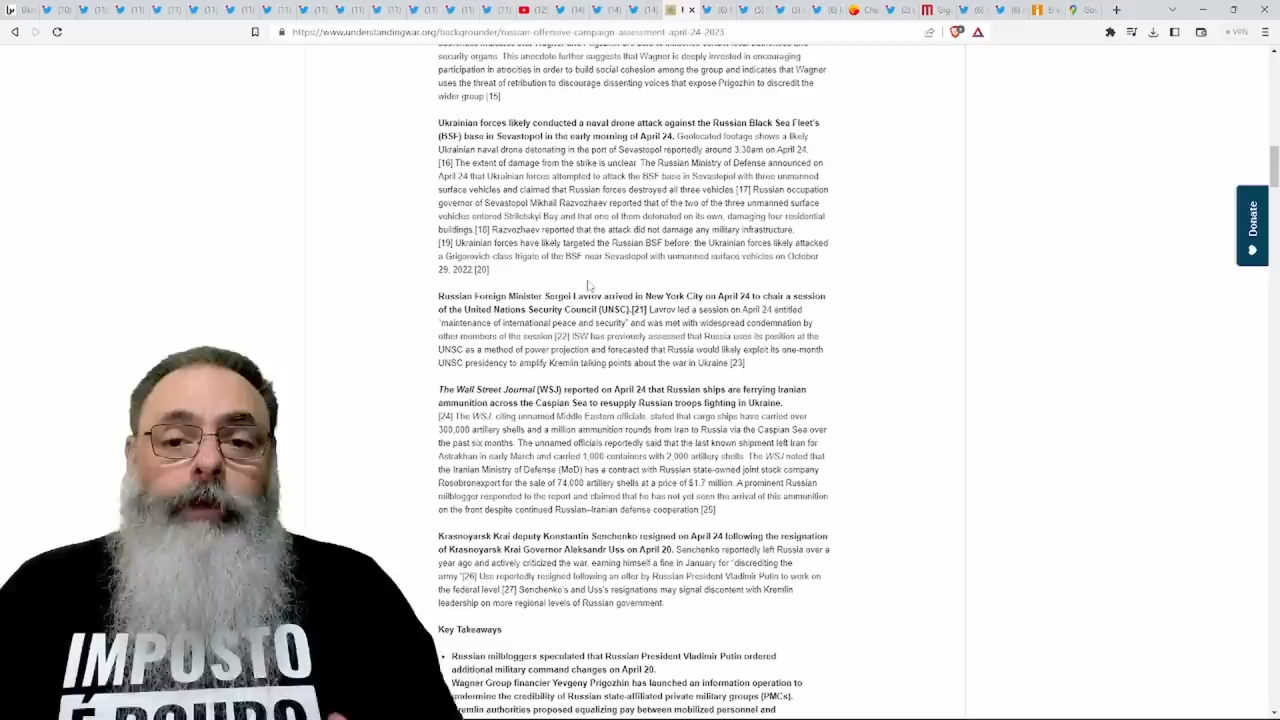 https://www.understandingwar.org/backgrounder/russian-offensive-campaign-assessment-april-24-2023
VPN
security organs. This anecdote further suggests that Wagner is deeply invested in encouraging
participation in atrocities in order to build social cohesion among the group and indicates that Wagner
uses the threat of retribution to discourage dissenting voices that expose Prigozhin to discredit the
wider group.[15]
Ukrainian forces likely conducted a naval drone attack against the Russian Black Sea Fleet's
(BSF) base in Sevastopol in the early morning of April 24. Geolocated footage shows a likely
Ukrainian naval drone detonating in the port of Sevastopol reportedly around 3:30am on April 24.
[16] The extent of damage from the strike is unclear. The Russian Ministry of Defense announced on
April 24 that Ukrainian forces attempted to attack the BSF base in Sevastopol with three unmanned
surface vehicles and claimed that Russian forces destroyed all three vehicles.[17] Russian occupation
governor of Sevastopol Mikhail Razvozhaev reported that of the two of the three unmanned surface
vehicles entered Striletskyi Bay and that one of them detonated on its own, damaging four residential
buildings.[18] Razvozhaev reported that the attack did not damage any military infrastructure.
[19] Ukrainian forces have likely targeted the Russian BSF before: the Ukrainian forces likely attacked
a Grigorovich-class frigate of the BSF near Sevastopol with unmanned surface vehicles on October
29, 2022.[20]
Russian Foreign Minister Sergei Lavrov arrived in New York City on April 24 to chair a session
of the United Nations Security Council (UNSC).[21] Lavrov led a session on April 24 entitled
"maintenance of international peace and security" and was met with widespread condemnation by
other members of the session.[22] ISW has previously assessed that Russia uses its position at the
UNSC as a method of power projection and forecasted that Russia would likely exploit its one-month
UNSC presidency to amplify Kremlin talking points about the war in Ukraine.[23]
The Wall Street Journal (WSJ) reported on April 24 that Russian ships are ferrying Iranian
ammunition across the Caspian Sea to resupply Russian troops fighting in Ukraine.
[24] The WSJ, citing unnamed Middle Eastern officials, stated that cargo ships have carried over
300,000 artillery shells and a million ammunition rounds from Iran to Russia via the Caspian Sea over
the past six months. The unnamed officials reportedly said that the last known shipment left Iran for
Astrakhan in early March and carried 1,000 containers with 2,000 artillery shells. The WSJ noted that
the Iranian Ministry of Defense (MoD) has a contract with Russian state-owned joint stock company
Rosobronexport for the sale of 74,000 artillery shells at a price of $1.7 million. A prominent Russian
milblogger responded to the report and claimed that he has not yet seen the arrival of this ammunition
on the front despite continued Russian–Iranian defense cooperation.[25]
Krasnoyarsk Krai deputy Konstantin Senchenko resigned on April 24 following the resignation
of Krasnoyarsk Krai Governor Aleksandr Uss on April 20. Senchenko reportedly left Russia over a
year ago and actively criticized the war, earning himself a fine in January for "discrediting the
army."[26] Uss reportedly resigned following an offer by Russian President Vladimir Putin to work on
the federal level.[27] Senchenko's and Uss's resignations may signal discontent with Kremlin
leadership on more regional levels of Russian government.
Key Takeaways
• Russian milbloggers speculated that Russian President Vladimir Putin ordered
additional military command changes on April 20.
Wagner Group financier Yevgeny Prigozhin has launched an information operation to
undermine the credibility of Russian state-affiliated private military groups (PMCs).
Kremlin authorities proposed equalizing pay between mobilized personnel and
Donate
IMPOSTO
É ROUBO